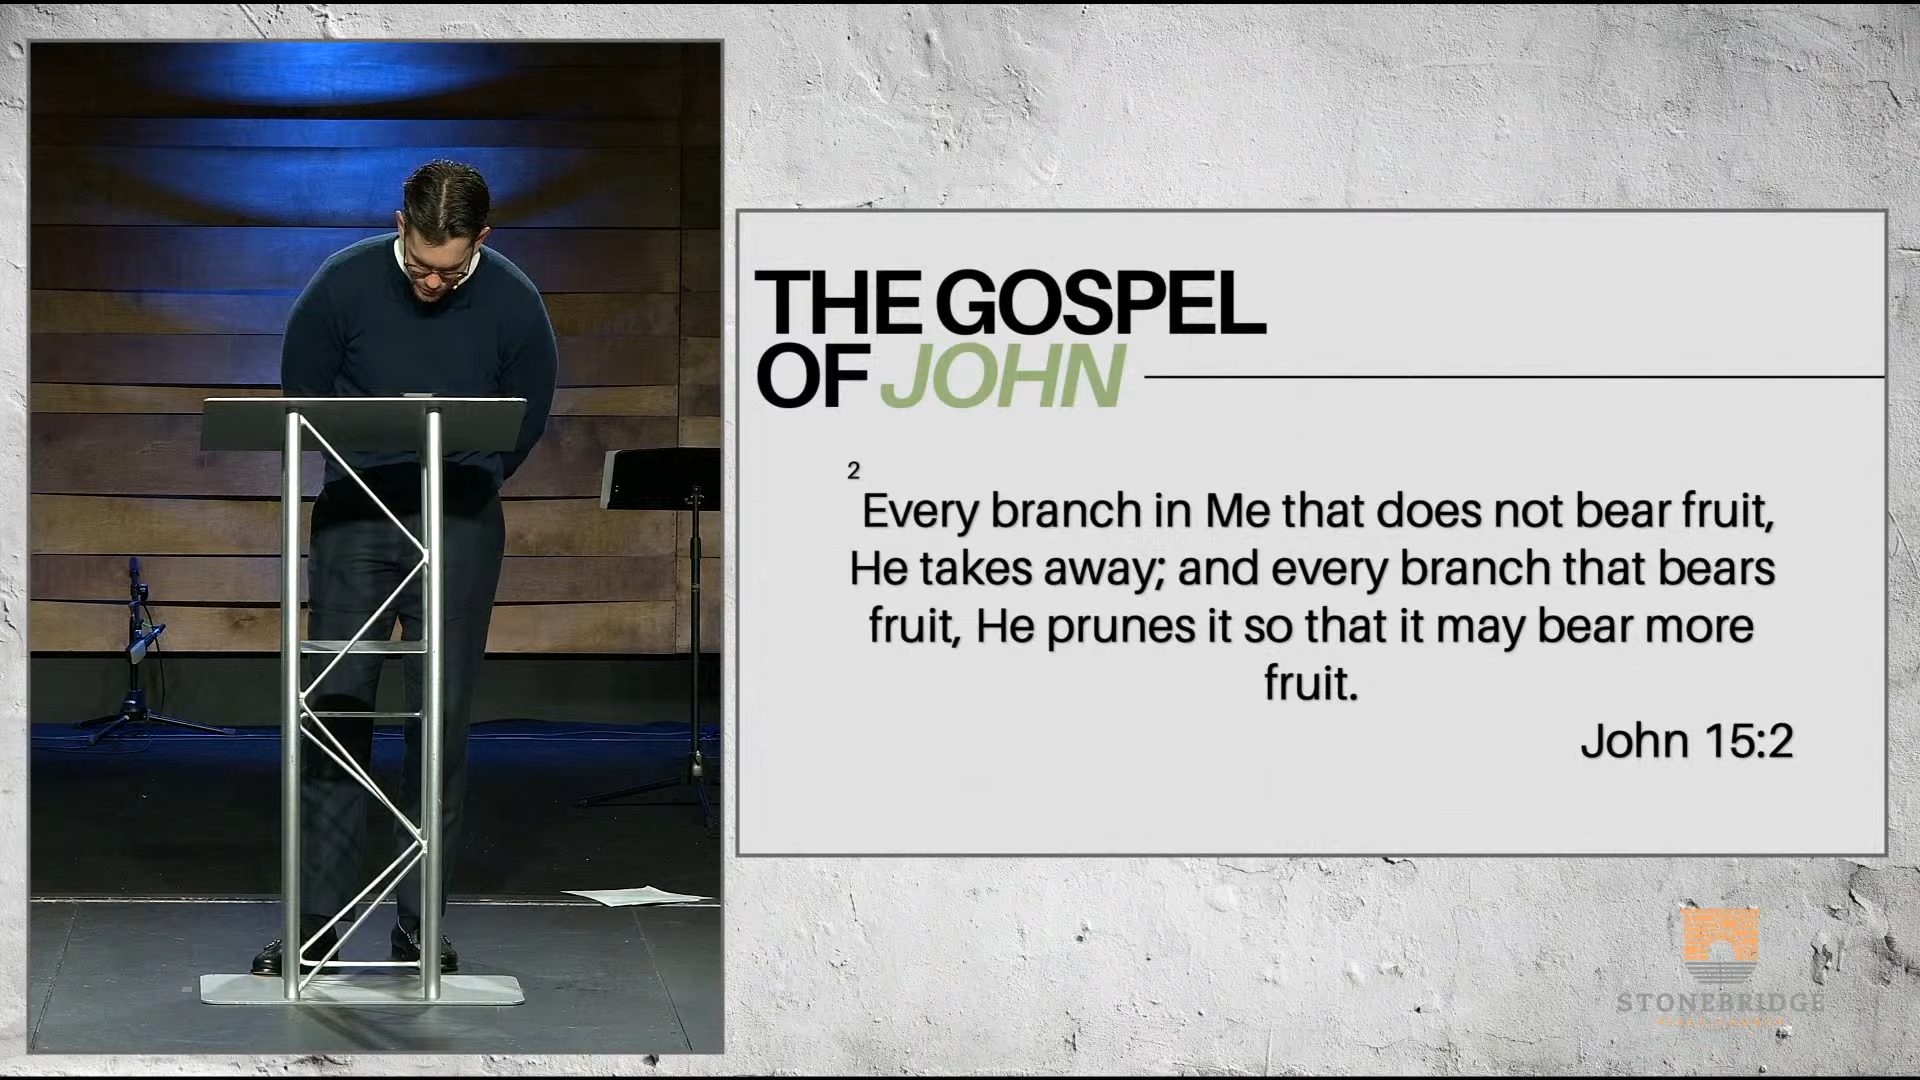 THE GOSPEL
OF JOHN
2
Every branch in Me that does not bear fruit,
He takes away; and every branch that bears
fruit, He prunes it so that it may bear more
fruit.
John 15:2
STONEBRIDGE